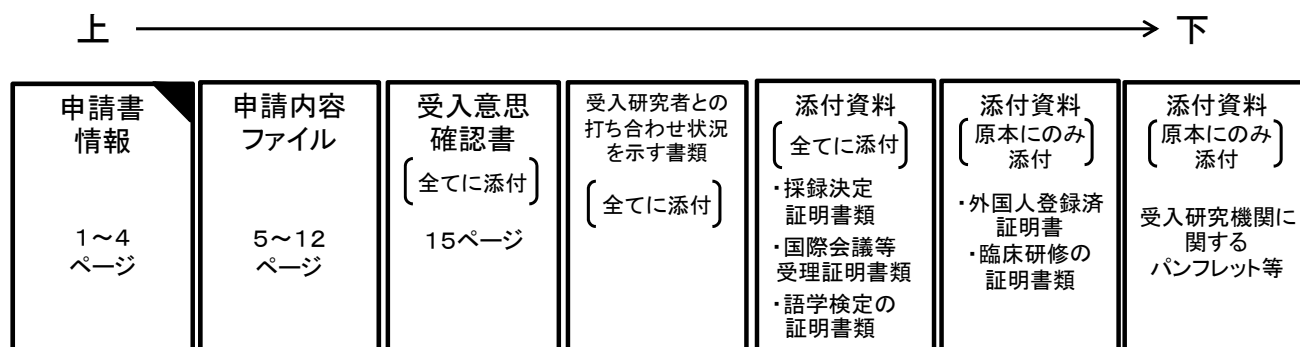 上
下
申請書
情報
1～4
ページ
申請内容
ファイル
5～12
ページ
受入意思
確認書
全てに添付
15ページ
受入研究者との
打ち合わせ状況
を示す書類
全てに添付
添付資料
全てに添付
・採録決定
証明書類
・国際会議等
受理証明書類
・語学検定の
証明書類
添付資料
原本にのみ
添付
・外国人登録済
証明書
・臨床研修の
証明書類
添付資料
原本にのみ
添付
受入研究機関に
関する
パンフレット等